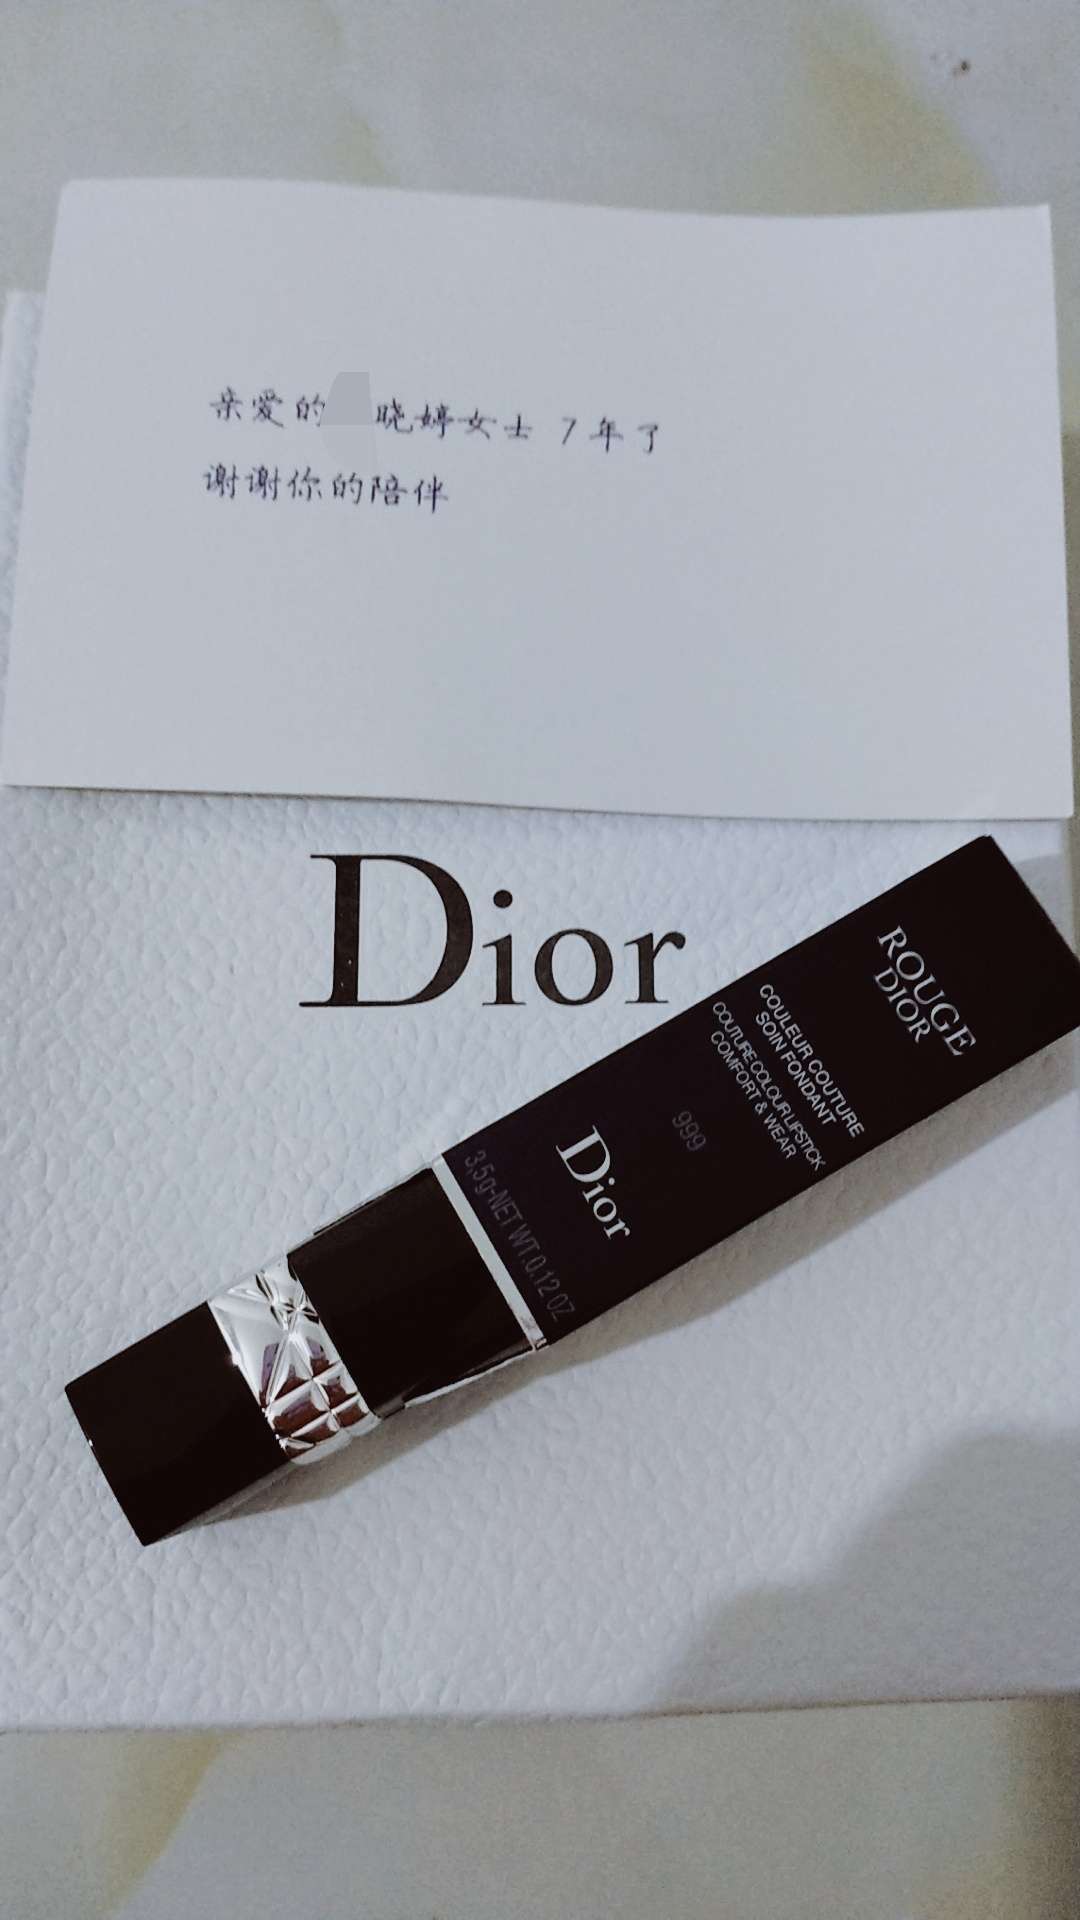 亲爱的 晓婷女士 7年了
谢谢你的陪伴
Dior
ROUGE
DIOR
COULEUR COUTURE
SOIN FONDANT
COUTURE COLOUR LIPSTICK
COMFORT & WEAR
999
Dior
3,5g-NET WT.0.12 OZ